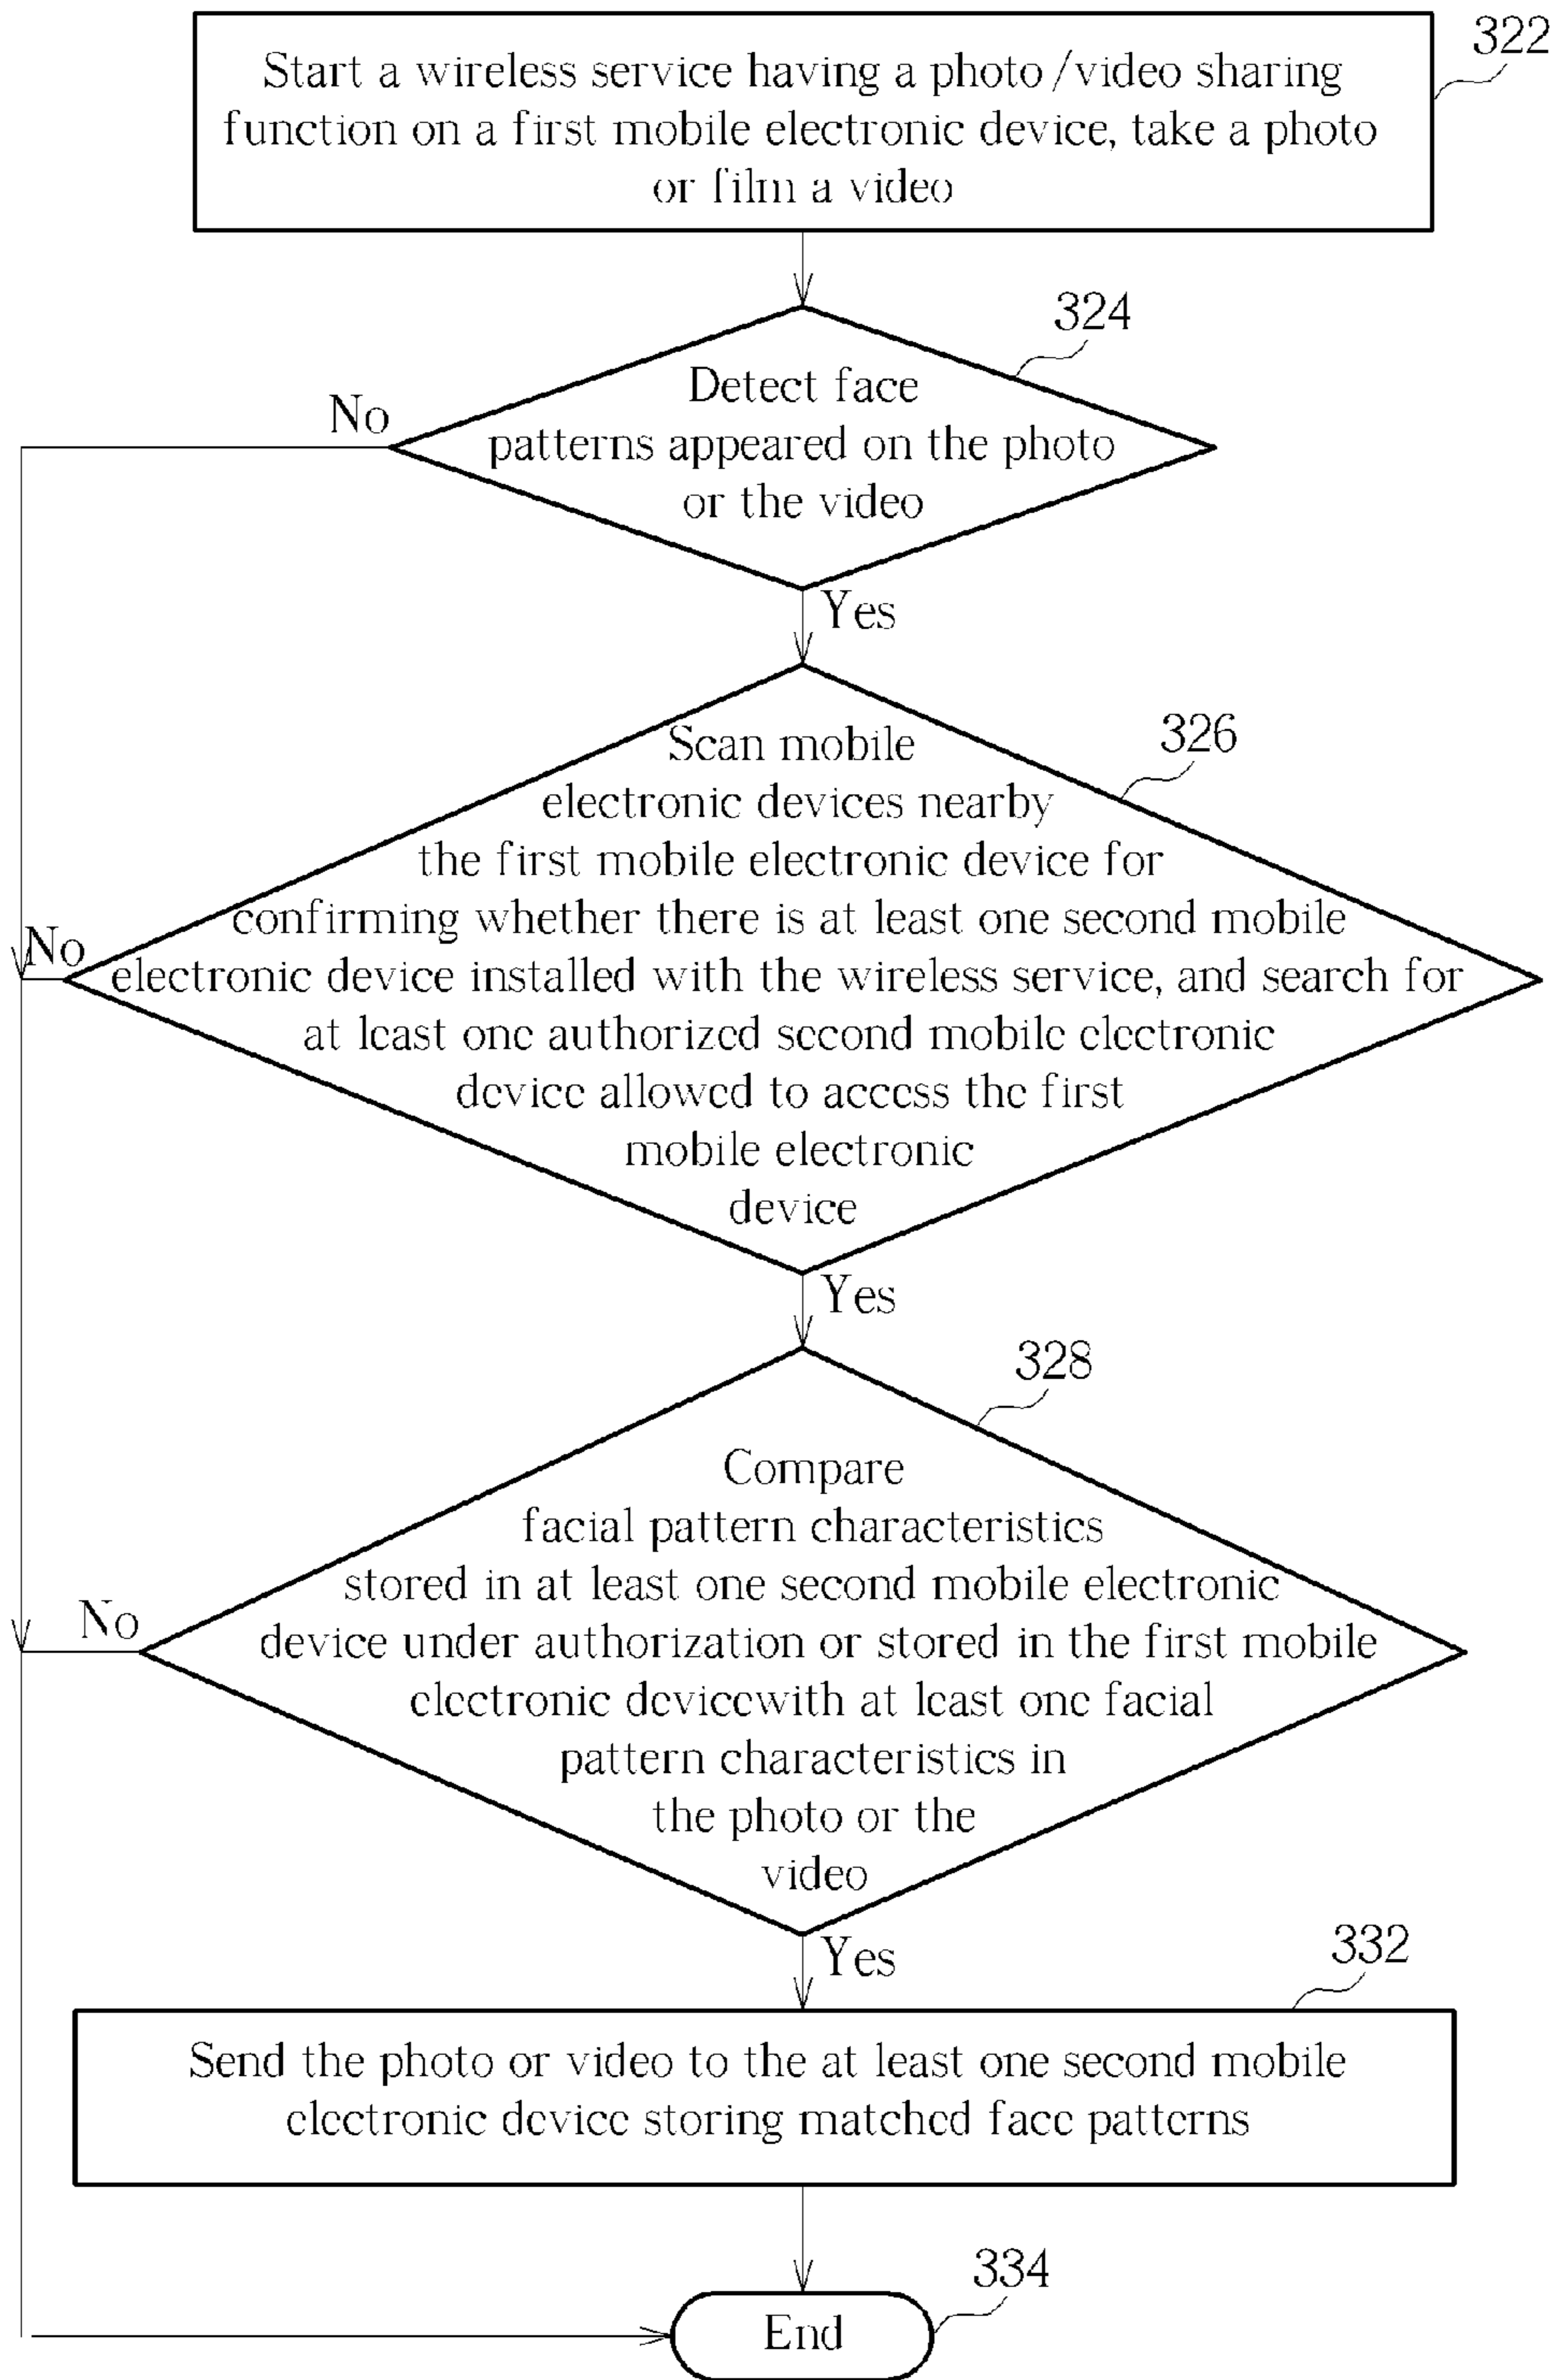 322
Start a wireless service having a photo/video sharing
function on a first mobile electronic device, take a photo
or film a video
324
Detect face
patterns appeared on the photo
or the video
No
Yes
326
Scan mobile
electronic devices nearby
the first mobile electronic device for
confirming whether there is at least one second mobile
electronic device installed with the wireless service, and search for
at least one authorized second mobile electronic
device allowed to access the first
mobile electronic
device
No
Yes
328
Compare
facial pattern characteristics
stored in at least one second mobile electronic
device under authorization or stored in the first mobile
electronic devicewith at least one facial
pattern characteristics in
the photo or the
video
No
Yes
332
Send the photo or video to the at least one second mobile
electronic device storing matched face patterns
334
End